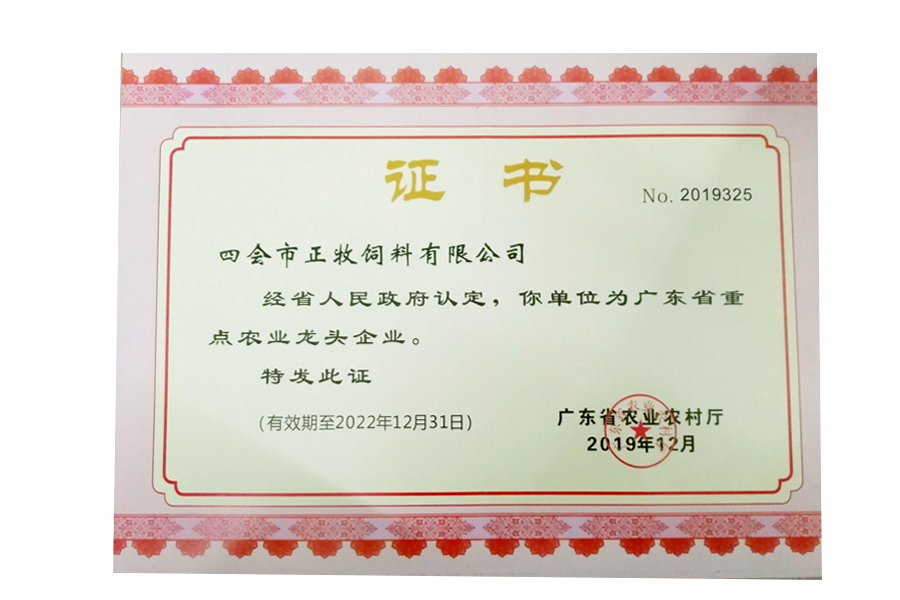 证书
No. 2019325
四会市正牧饲料有限公司
经省人民政府认定，你单位为广东省重
点农业龙头企业。
特发此证
（有效期至2022年12月31日）
广东省农业农村厅
2019年12月